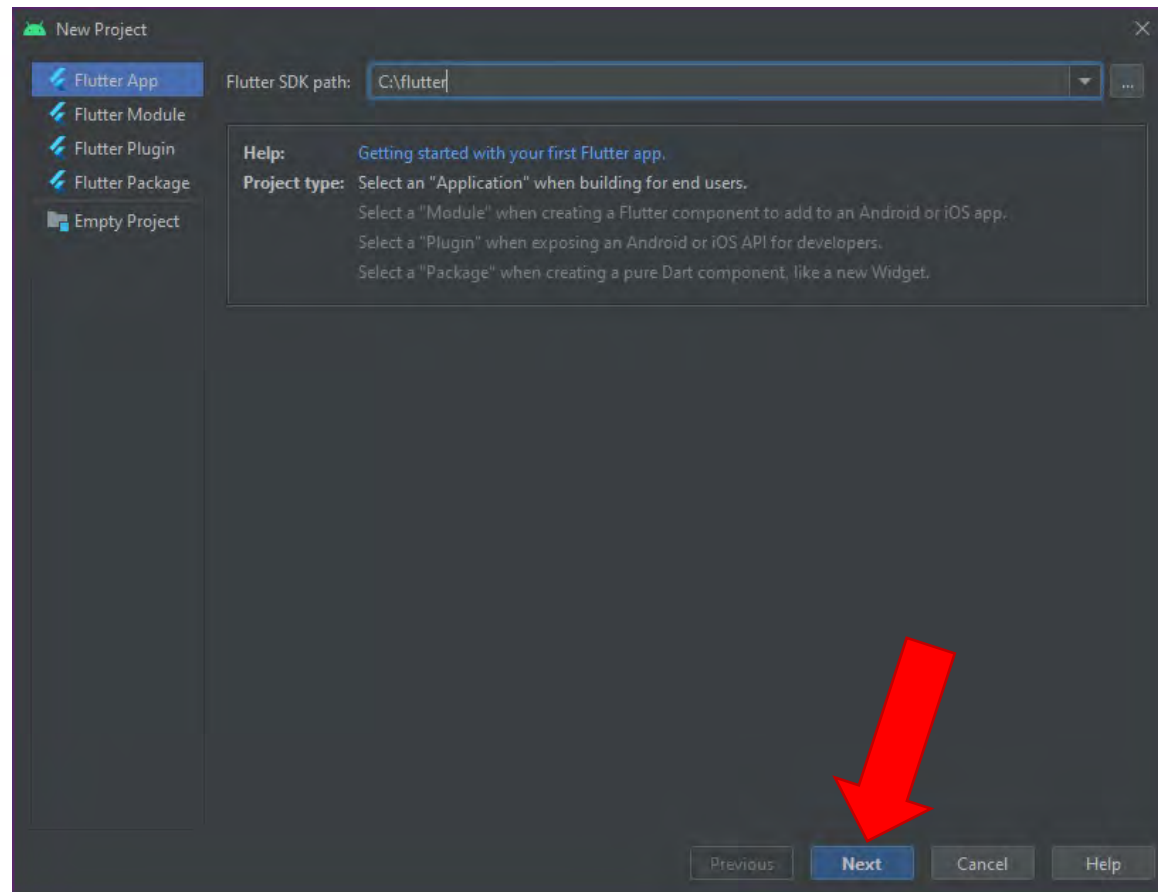 New Project
Flutter App
Flutter SDK path: C:\flutter
...
Flutter Module
Flutter Plugin
Flutter Package
Empty Project
Help: Getting started with your first Flutter app.
Project type: Select an "Application" when building for end users.
Select a "Module" when creating a Flutter component to add to an Android or iOS app.
Select a "Plugin" when exposing an Android or iOS API for developers.
Select a "Package" when creating a pure Dart component, like a new Widget.
Previous Next Cancel Help